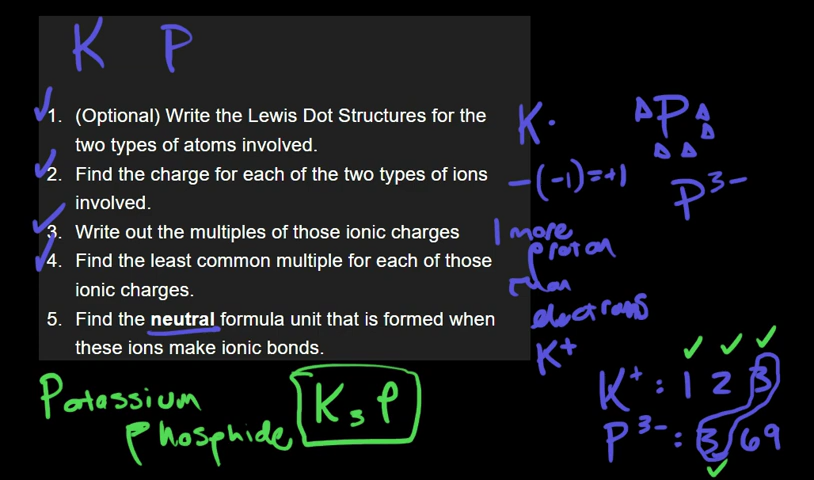 K P
1. (Optional) Write the Lewis Dot Structures for the
two types of atoms involved.
2. Find the charge for each of the two types of ions
involved.
3. Write out the multiples of those ionic charges
4. Find the least common multiple for each of those
ionic charges.
5. Find the neutral formula unit that is formed when
these ions make ionic bonds.
K· P
-(-1)=+1
P³⁻
1 more
proton
than
electrons
K⁺
K⁺: 1 2 3
P³⁻: 3 6 9
Potassium
Phosphide
K₃P